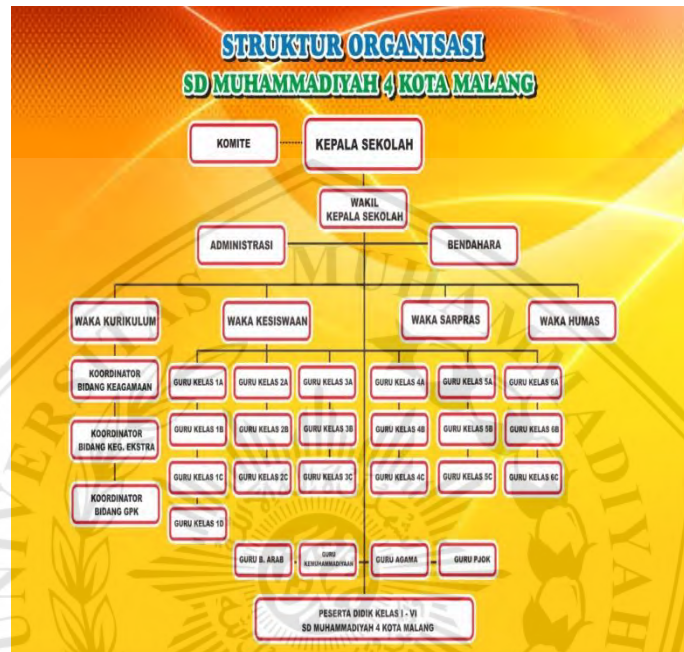 STRUKTUR ORGANISASI
SD MUHAMMADIYAH 4 KOTA MALANG
KOMITE
KEPALA SEKOLAH
WAKIL
KEPALA SEKOLAH
ADMINISTRASI
BENDAHARA
WAKA KURIKULUM
WAKA KESISWAAN
WAKA SARPRAS
WAKA HUMAS
KOORDINATOR
BIDANG KEAGAMAAN
GURU KELAS 1A
GURU KELAS 2A
GURU KELAS 3A
GURU KELAS 4A
GURU KELAS 5A
GURU KELAS 6A
KOORDINATOR
BIDANG KEG. EKSTRA
GURU KELAS 1B
GURU KELAS 2B
GURU KELAS 3B
GURU KELAS 4B
GURU KELAS 5B
GURU KELAS 6B
KOORDINATOR
BIDANG GPK
GURU KELAS 1C
GURU KELAS 2C
GURU KELAS 3C
GURU KELAS 4C
GURU KELAS 5C
GURU KELAS 6C
GURU KELAS 1D
GURU B. ARAB
GURU
KEMUHAMMADIYAAN
GURU AGAMA
GURU PJOK
PESERTA DIDIK KELAS I - VI
SD MUHAMMADIYAH 4 KOTA MALANG
UNIVERSITAS MUHAMMADIYAH